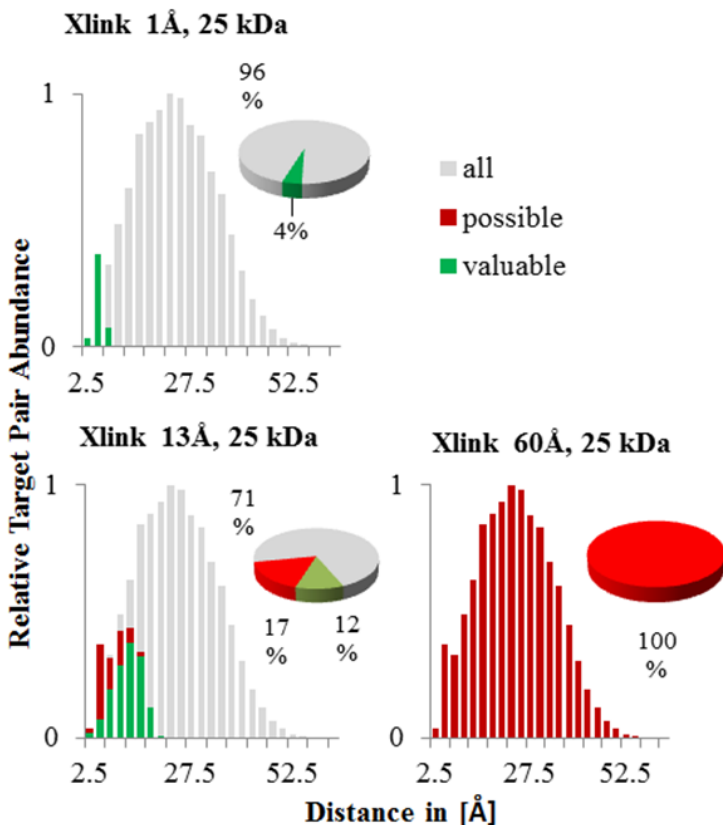 Xlink 1Å, 25 kDa
96
%
4%
1
0
2.5 27.5 52.5
all
possible
valuable
Relative Target Pair Abundance
Xlink 13Å, 25 kDa
71
%
17
%
12
%
1
0
2.5 27.5 52.5
Xlink 60Å, 25 kDa
100
%
1
0
2.5 27.5 52.5
Distance in [Å]